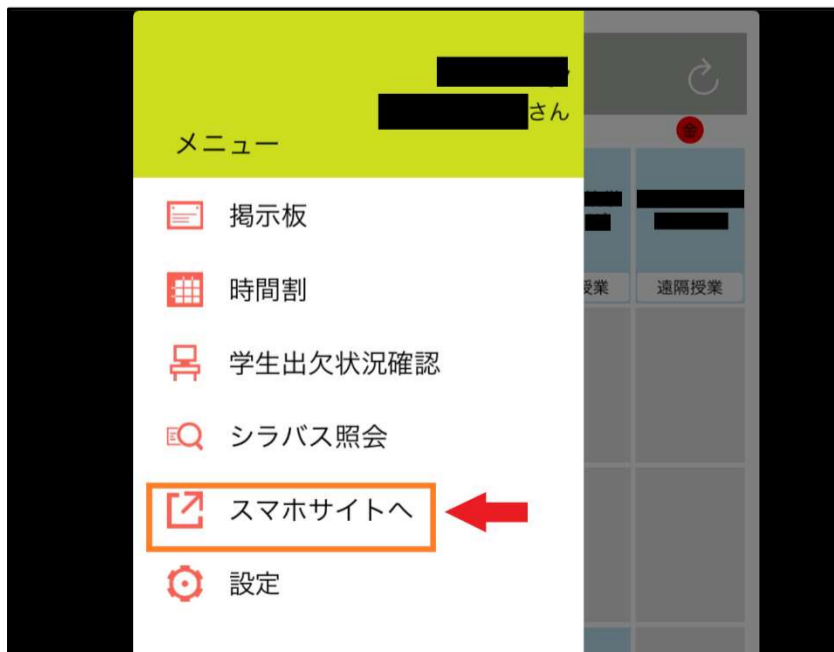 さん
メニュー
金
掲示板
時間割
授業
遠隔授業
学生出欠状況確認
シラバス照会
スマホサイトへ
設定